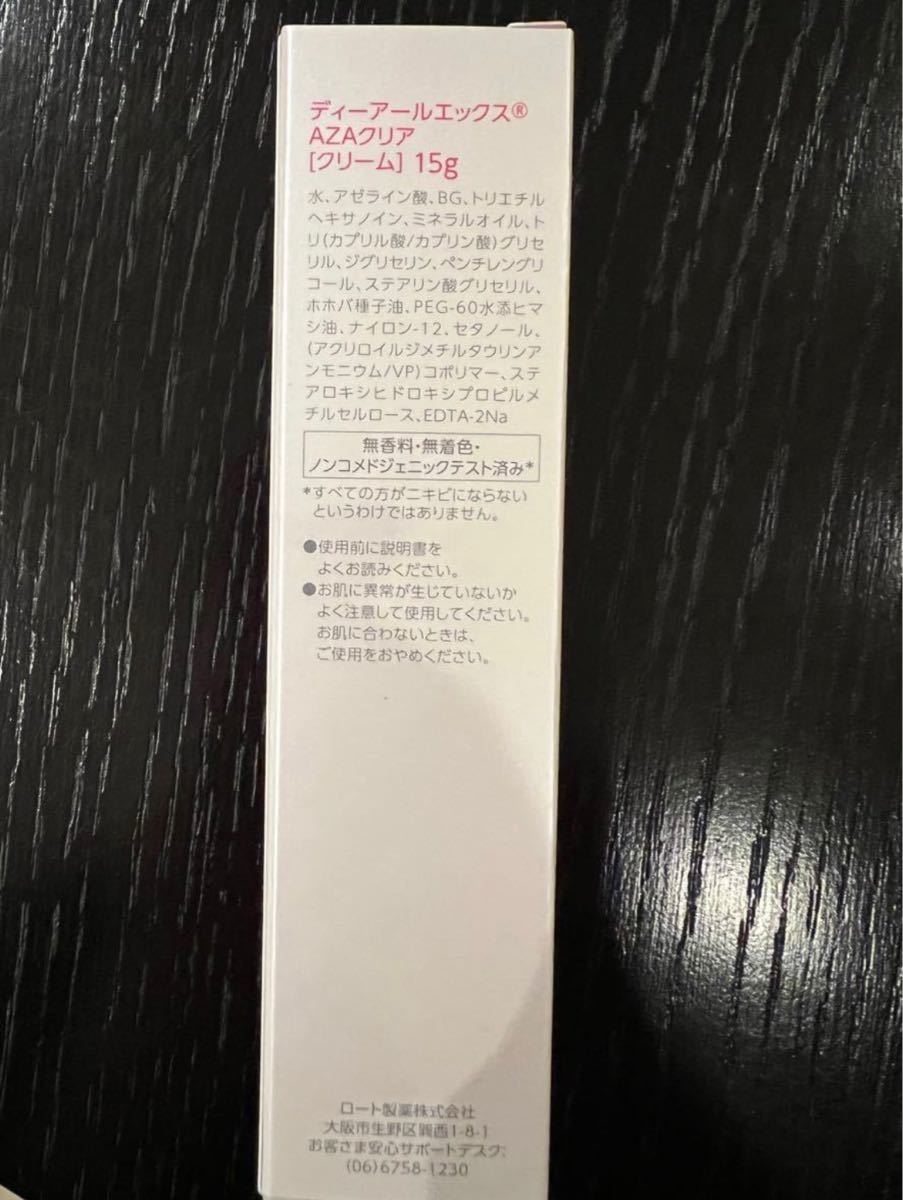 ディーアールエックス®
AZAクリア
[クリーム] 15g
水、アゼライン酸、BG、トリエチル
ヘキサノイン、ミネラルオイル、ト
リ(カプリル酸/カプリン酸)グリセ
リル、ジグリセリン、ペンチレングリ
コール、ステアリン酸グリセリル、
ホホバ種子油、PEG-60水添ヒマ
シ油、ナイロン-12、セタノール、
(アクリロイルジメチルタウリンア
ンモニウム/VP)コポリマー、ステ
アロキシヒドロキシプロピルメ
チルセルロース、EDTA-2Na
無香料・無着色・
ノンコメドジェニックテスト済み*
*すべての方がニキビにならない
というわけではありません。
●使用前に説明書を
よくお読みください。
●お肌に異常が生じていないか
よく注意して使用してください。
お肌に合わないときは、
ご使用をおやめください。
ロート製薬株式会社
大阪市生野区巽西1-8-1
お客さま安心サポートデスク:
(06)6758-1230